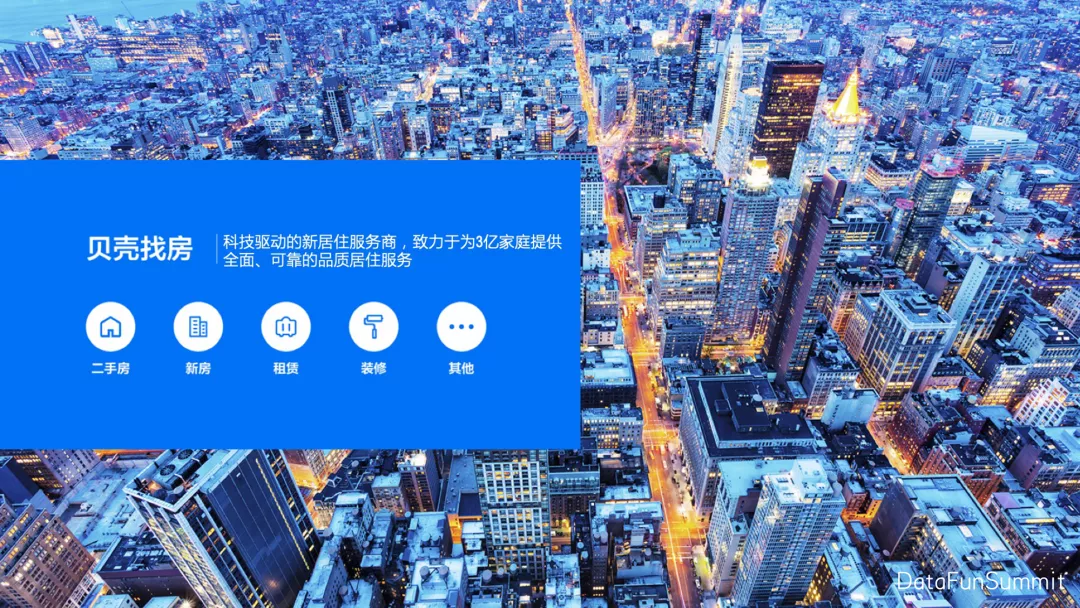 贝壳找房
科技驱动的新居住服务商，致力于为3亿家庭提供
全面、可靠的品质居住服务
二手房
新房
租赁
装修
其他
DataFunSummit